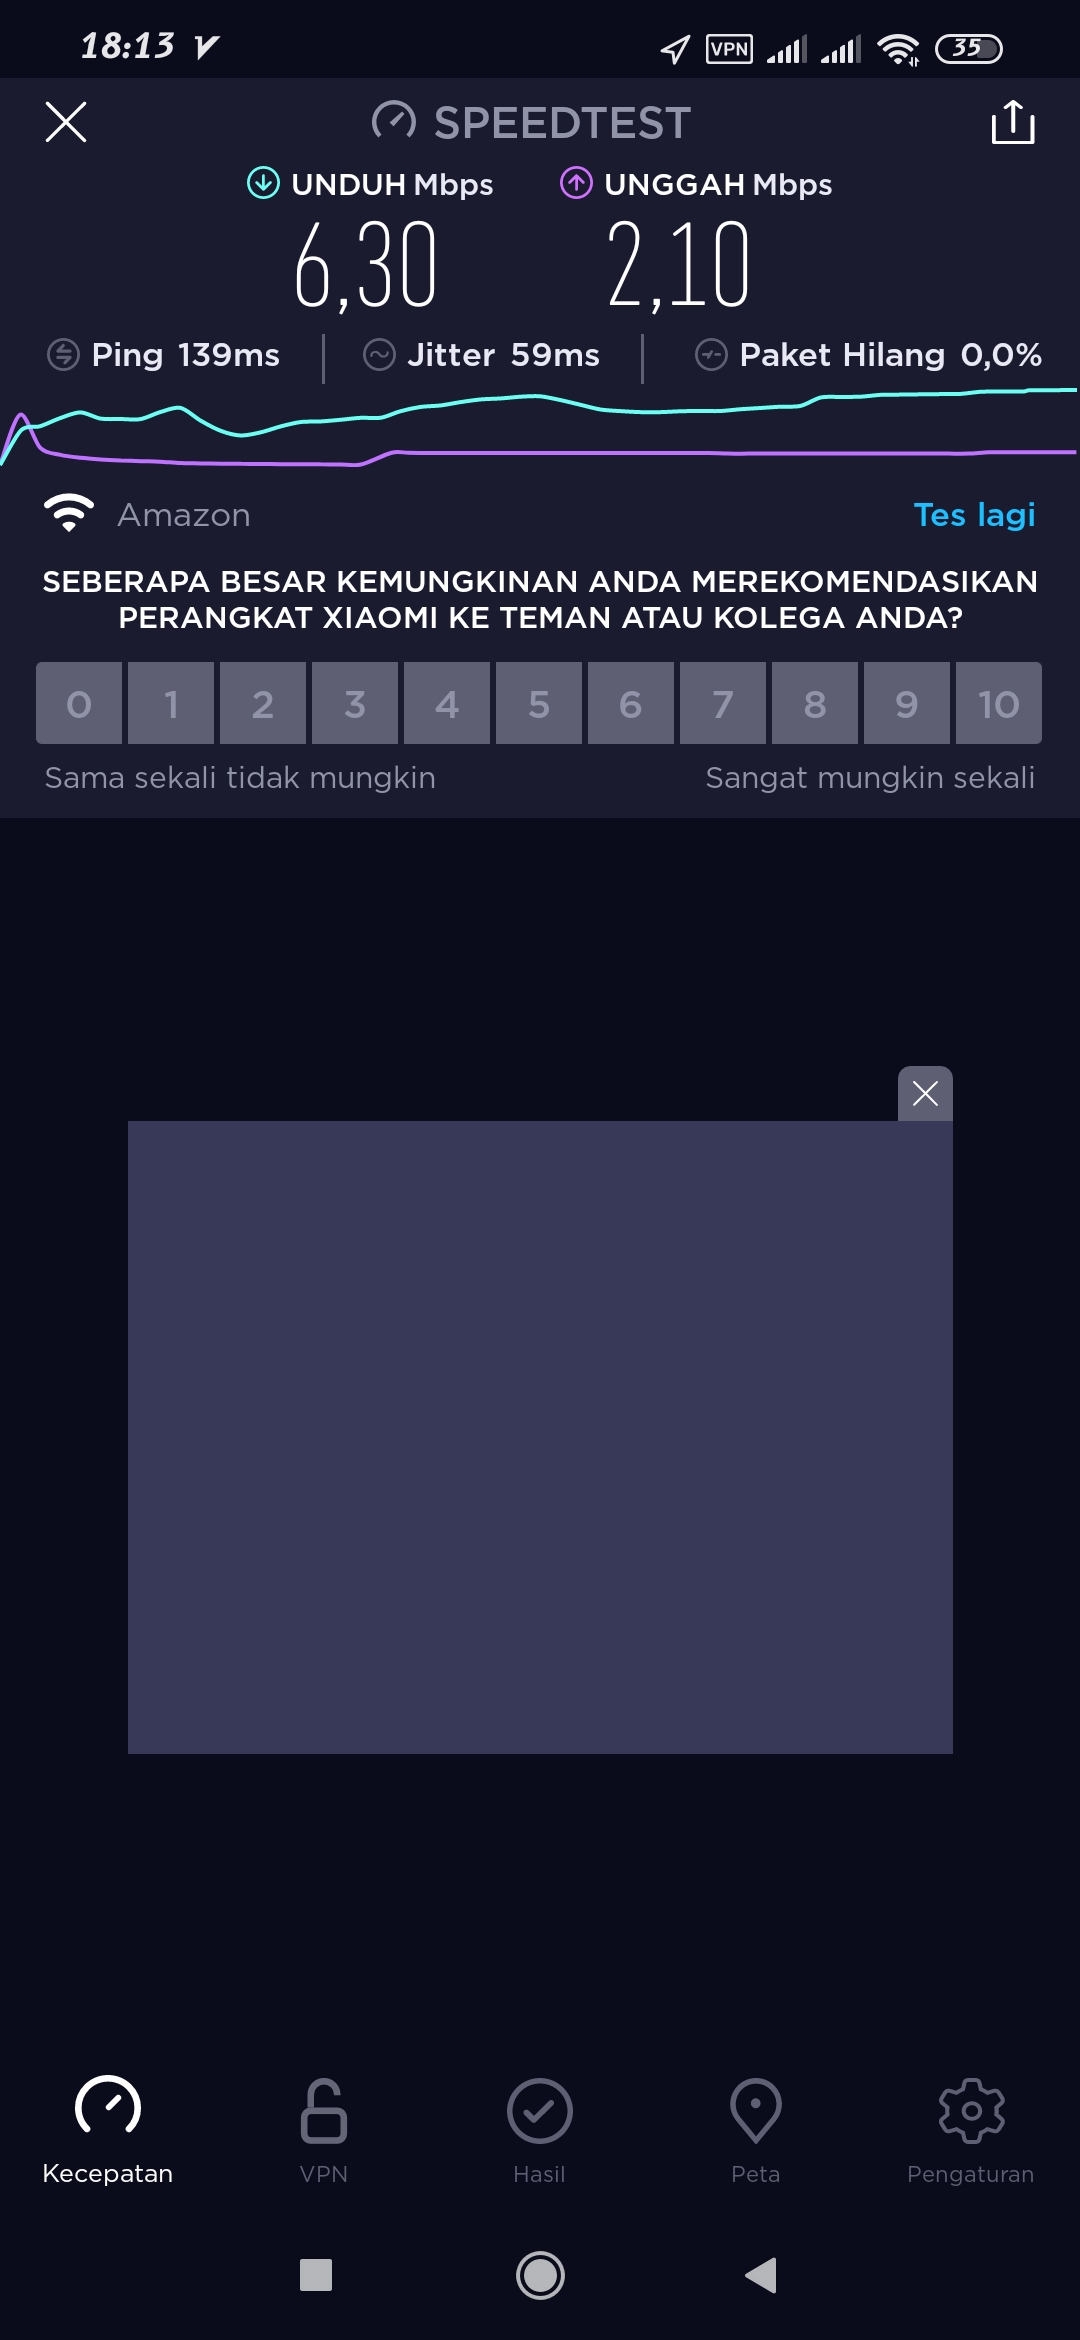 18:13
VPN
35
SPEEDTEST
UNDUH Mbps
UNGGAH Mbps
6,30
2,10
Ping 139ms
Jitter 59ms
Paket Hilang 0,0%
Amazon
Tes lagi
SEBERAPA BESAR KEMUNGKINAN ANDA MEREKOMENDASIKAN
PERANGKAT XIAOMI KE TEMAN ATAU KOLEGA ANDA?
0 1 2 3 4 5 6 7 8 9 10
Sama sekali tidak mungkin
Sangat mungkin sekali
Kecepatan
VPN
Hasil
Peta
Pengaturan